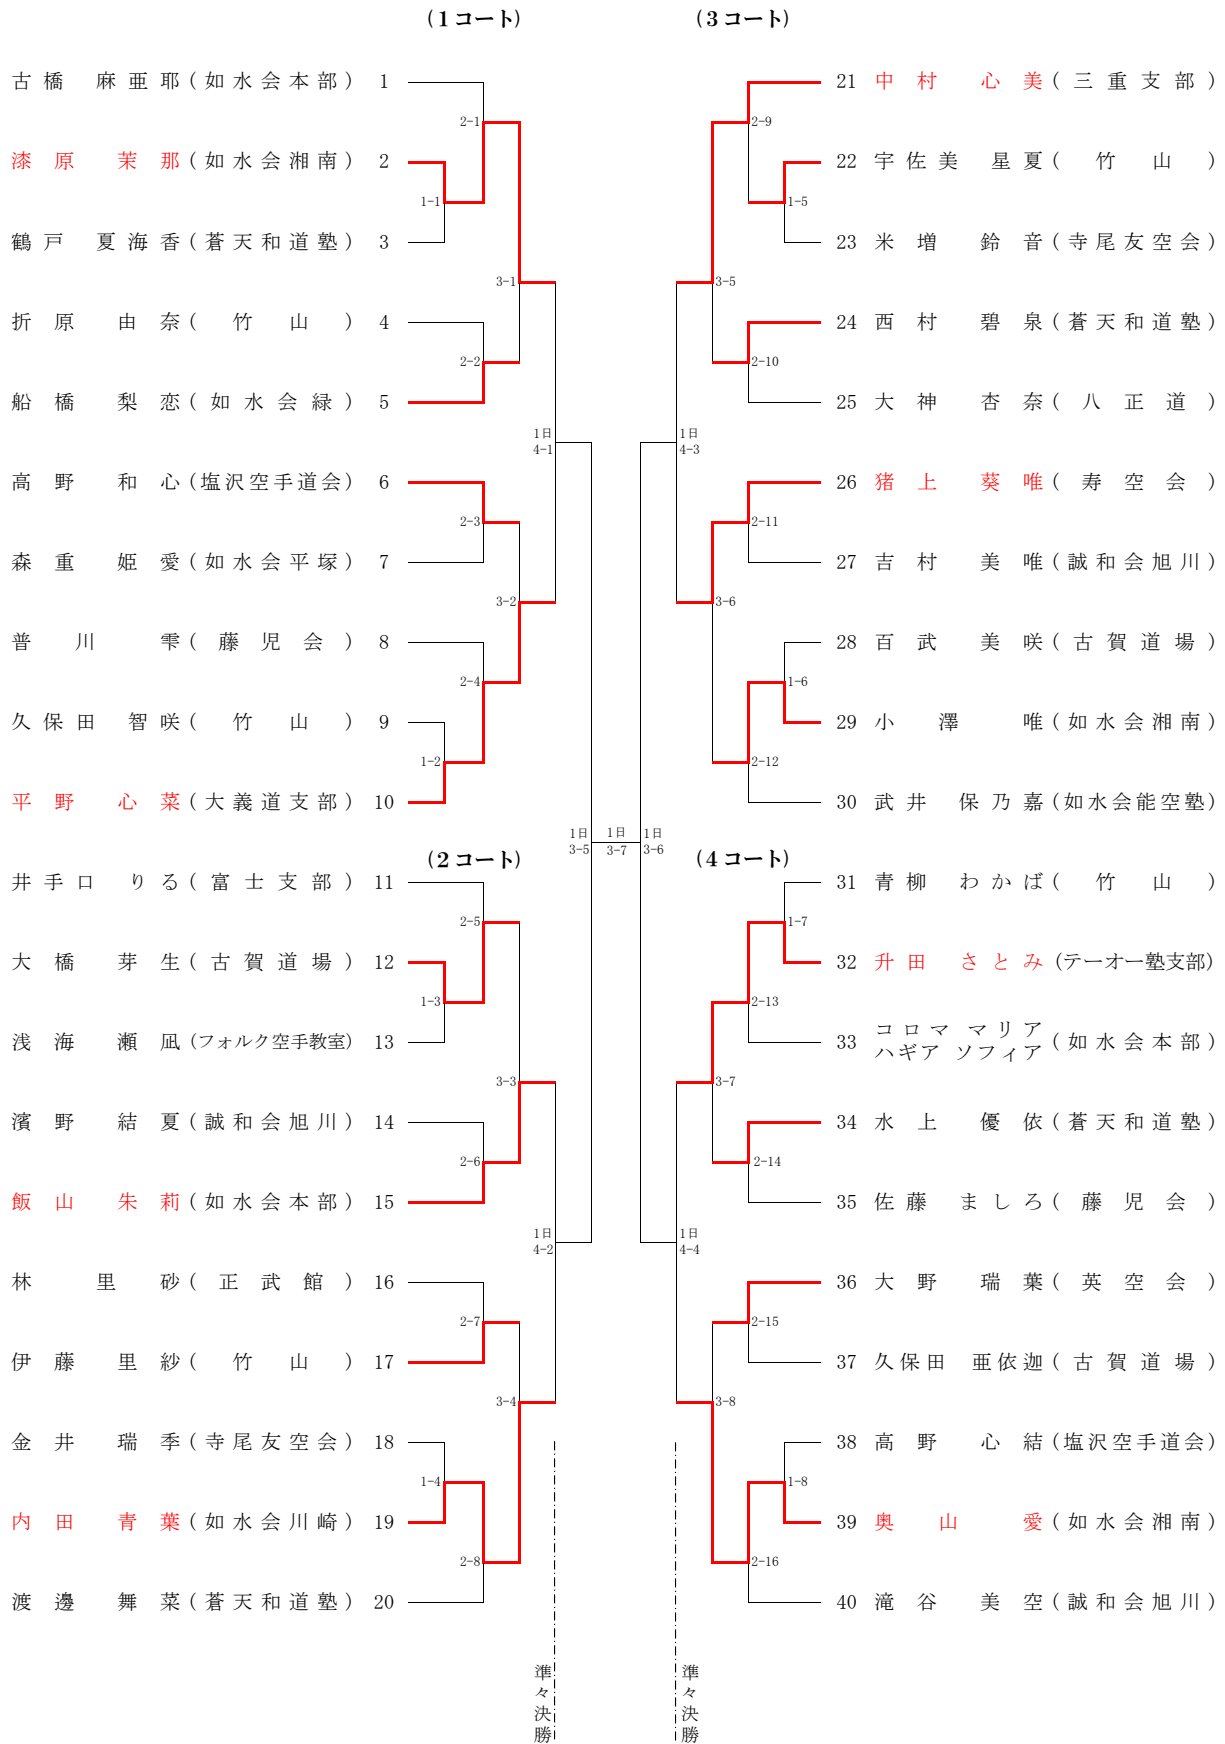 (1コート)
古橋 麻亜耶(如水会本部) 1
漆原 茉那(如水会湘南) 2
鶴戸 夏海香(蒼天和道塾) 3
折原 由奈(竹山) 4
船橋 梨恋(如水会緑) 5
高野 和心(塩沢空手道会) 6
森重 姫愛(如水会平塚) 7
普川 雫(藤児会) 8
久保田 智咲(竹山) 9
平野 心菜(大義道支部) 10
2-1
1-1
3-1
2-2
1日
4-1
2-3
3-2
2-4
1-2
(2コート)
井手口 りる(富士支部) 11
大橋 芽生(古賀道場) 12
浅海 瀬凪(フォルク空手教室) 13
濱野 結夏(誠和会旭川) 14
飯山 朱莉(如水会本部) 15
林 里砂(正武館) 16
伊藤 里紗(竹山) 17
金井 瑞季(寺尾友空会) 18
内田 青葉(如水会川崎) 19
渡邊 舞菜(蒼天和道塾) 20
2-5
1-3
3-3
2-6
1日
4-2
2-7
3-4
1-4
2-8
準々決勝
1日
3-5
1日
3-7
1日
3-6
(3コート)
21 中村 心美(三重支部)
22 宇佐美 星夏(竹山)
23 米増 鈴音(寺尾友空会)
24 西村 碧泉(蒼天和道塾)
25 大神 杏奈(八正道)
26 猪上 葵唯(寿空会)
27 吉村 美唯(誠和会旭川)
28 百武 美咲(古賀道場)
29 小澤 唯(如水会湘南)
30 武井 保乃嘉(如水会能空塾)
2-9
1-5
3-5
2-10
1日
4-3
2-11
3-6
1-6
2-12
(4コート)
31 青柳 わかば(竹山)
32 升田 さとみ(テーオー塾支部)
33 コロママリア
ハギアソフィア(如水会本部)
34 水上 優依(蒼天和道塾)
35 佐藤 ましろ(藤児会)
36 大野 瑞葉(英空会)
37 久保田 亜依迦(古賀道場)
38 高野 心結(塩沢空手道会)
39 奥山 愛(如水会湘南)
40 滝谷 美空(誠和会旭川)
1-7
2-13
3-7
2-14
1日
4-4
2-15
3-8
1-8
2-16
準々決勝